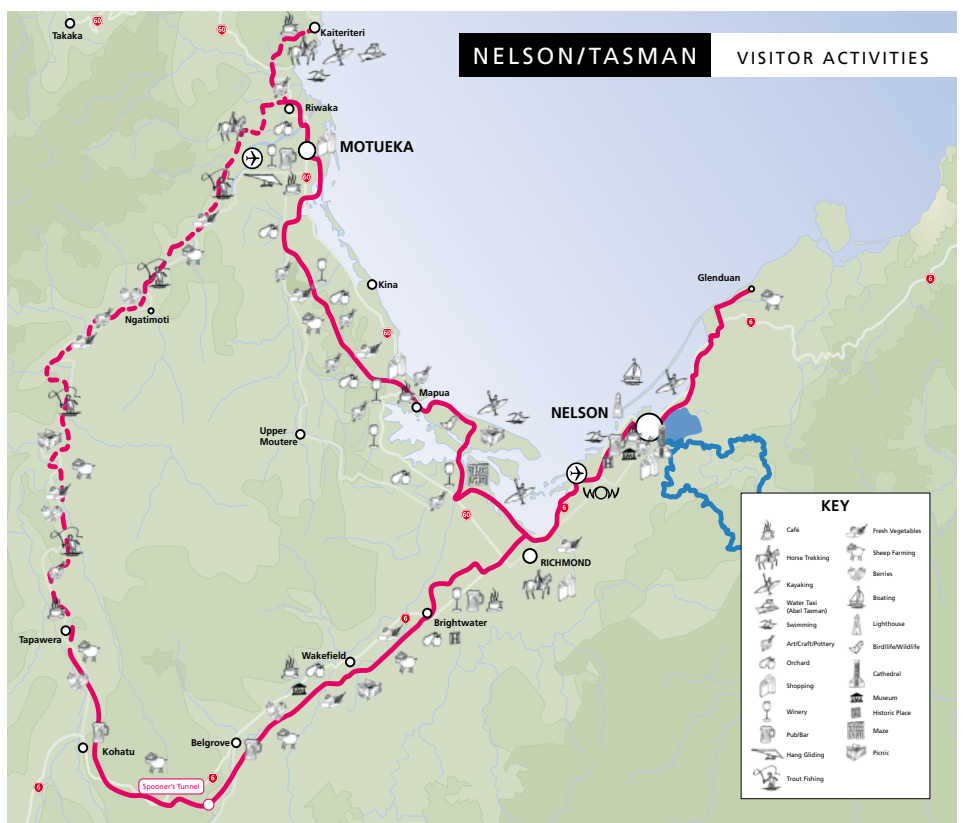 NELSON/TASMAN VISITOR ACTIVITIES
Takaka
60
60
Kaiteriteri
Riwaka
MOTUEKA
60
Kina
Glenduan
6
6
Ngatimoti
60
60
Mapua
NELSON
Upper
Moutere
WOW
6
60
RICHMOND
Brightwater
6
Wakefield
Tapawera
Kohatu
Belgrove
6
6
Spooner's Tunnel
KEY
Café
Horse Trekking
Kayaking
Water Taxi
(Abel Tasman)
Swimming
Art/Craft/Pottery
Orchard
Shopping
Winery
Pub/Bar
Hang Gliding
Trout Fishing
Fresh Vegetables
Sheep Farming
Berries
Boating
Lighthouse
Birdlife/Wildlife
Cathedral
Museum
Historic Place
Maze
Picnic